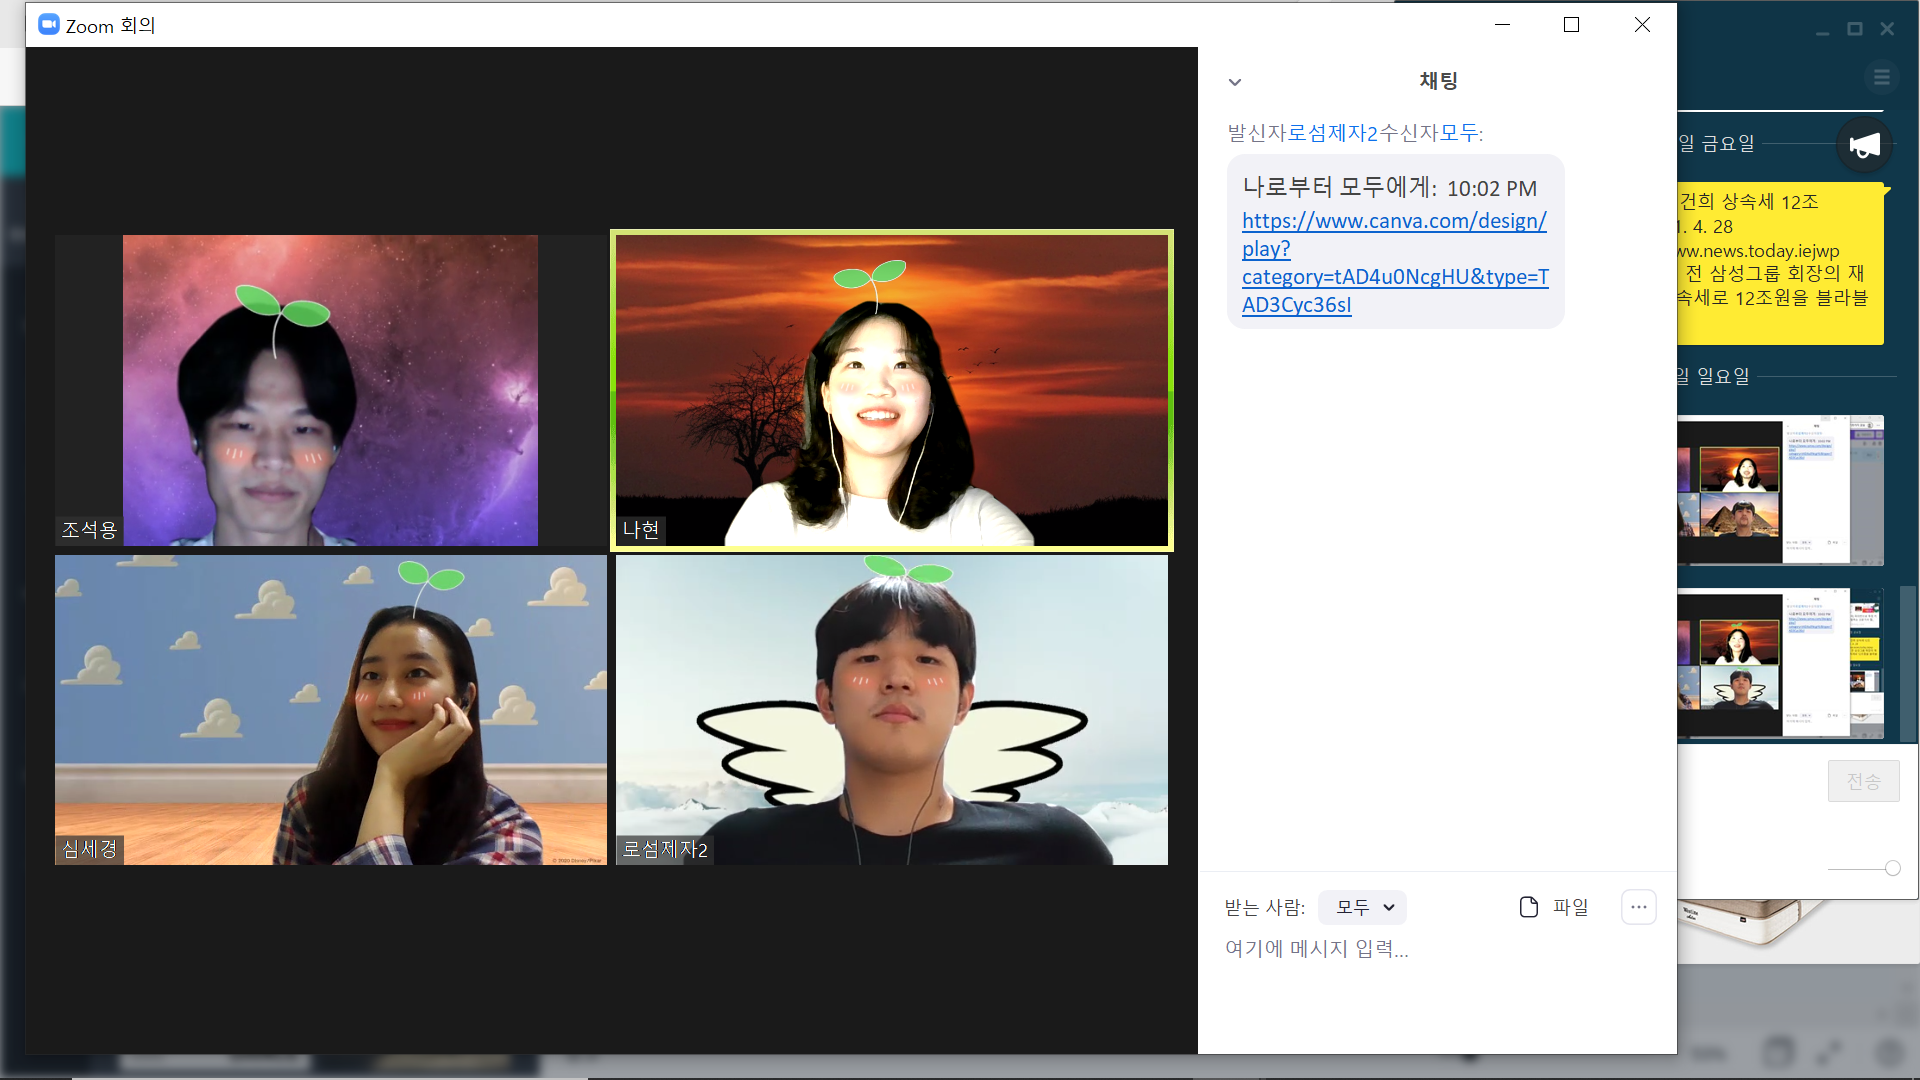 Zoom 회의
채팅
발신자로섬제자2수신자모두:
나로부터 모두에게: 10:02 PM
https://www.canva.com/design/
play?
category=tAD4u0NcgHU&type=T
AD3Cyc36sI
조석용
나현
심세경
로섬제자2
받는 사람: 모두
파일
여기에 메시지 입력...
일 금요일
건희 상속세 12조
1. 4. 28
ww.news.today.iejwp
전 삼성그룹 회장의 재
속세로 12조원을 블라블
일 일요일
전송